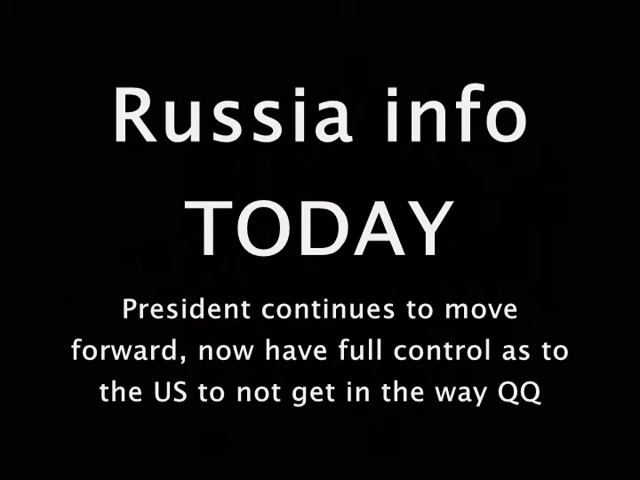 Russia info
TODAY
President continues to move
forward, now have full control as to
the US to not get in the way QQ